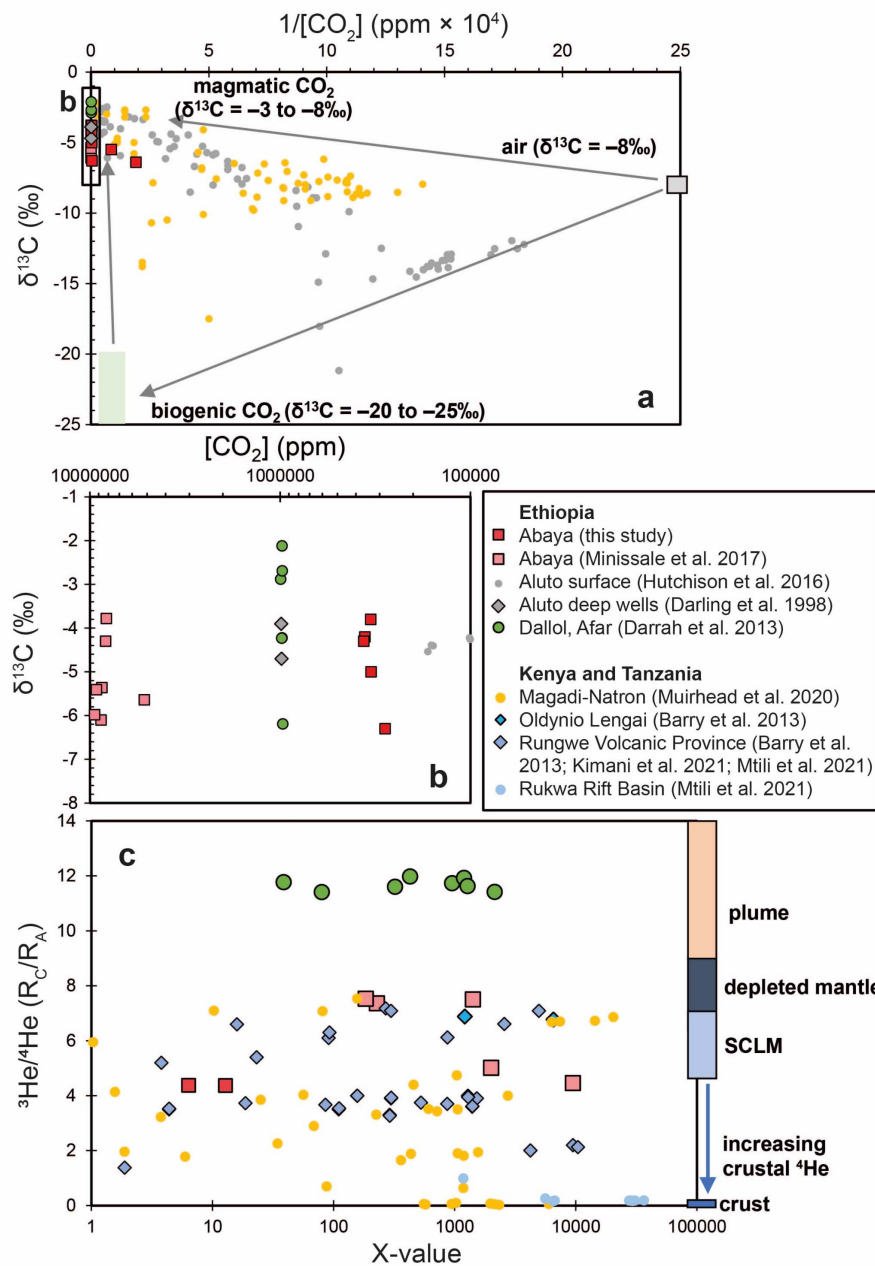 1/[CO₂] (ppm × 10⁴)
0 5 10 15 20 25
0
-5
-10
-15
-20
-25
δ¹³C (‰)
b
magmatic CO₂
(δ¹³C = –3 to –8‰)
air (δ¹³C = –8‰)
biogenic CO₂ (δ¹³C = –20 to –25‰)
a
[CO₂] (ppm)
10000000 1000000 100000
-1
-2
-3
-4
-5
-6
-7
-8
δ¹³C (‰)
b
Ethiopia
Abaya (this study)
Abaya (Minissale et al. 2017)
Aluto surface (Hutchison et al. 2016)
Aluto deep wells (Darling et al. 1998)
Dallol, Afar (Darrah et al. 2013)
Kenya and Tanzania
Magadi-Natron (Muirhead et al. 2020)
Oldynio Lengai (Barry et al. 2013)
Rungwe Volcanic Province (Barry et al.
2013; Kimani et al. 2021; Mtili et al. 2021)
Rukwa Rift Basin (Mtili et al. 2021)
c
14
12
10
8
6
4
2
0
³He/⁴He (R_C/R_A)
1 10 100 1000 10000 100000
X-value
plume
depleted mantle
SCLM
increasing
crustal ⁴He
crust